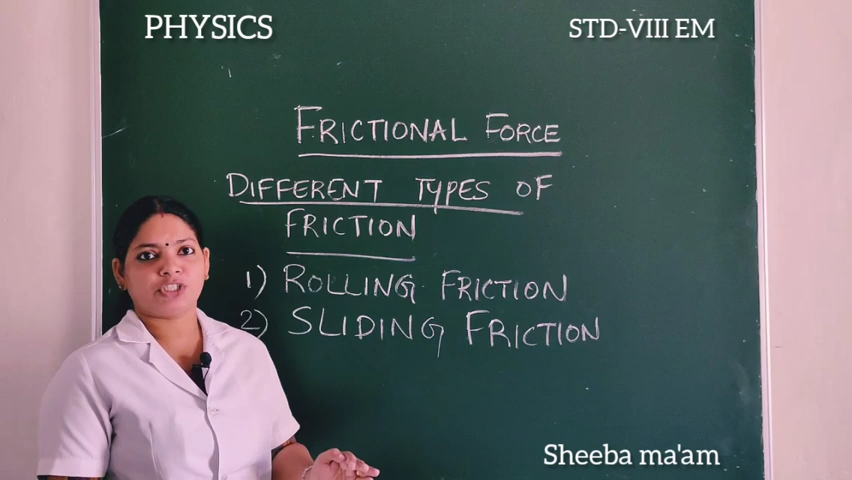 PHYSICS
STD-VIII EM
FRICTIONAL FORCE
DIFFERENT TYPES OF
FRICTION
1) ROLLING FRICTION
2) SLIDING FRICTION
Sheeba ma'am